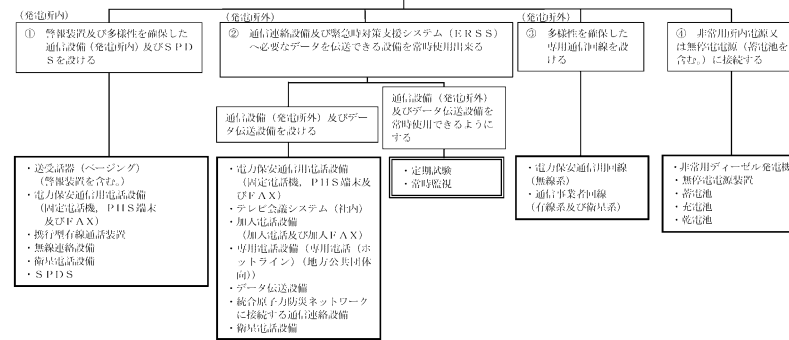 (発電所内)
① 警報装置及び多様性を確保した
通信設備(発電所内)及びSPD
Sを設ける
(発電所外)
② 通信連絡設備及び緊急時対策支援システム(ERSS)
へ必要なデータを伝送できる設備を常時使用出来る
(発電所外)
③ 多様性を確保した
専用通信回線を設
ける
④ 非常用所内電源又
は無停電電源(蓄電池を
含む。)に接続する
通信設備(発電所外)及びデー
タ伝送設備を設ける
通信設備(発電所外)
及びデータ伝送設備を
常時使用できるように
する
・送受話器(ページング)
(警報装置を含む。)
・電力保安通信用電話設備
(固定電話機,PHS端末
及びFAX)
・携行型有線通話装置
・無線連絡設備
・衛星電話設備
・SPDS
・電力保安通信用電話設備
(固定電話機,PHS端末及
びFAX)
・テレビ会議システム(社内)
・加入電話設備
(加入電話及び加入FAX)
・専用電話設備(専用電話(ホ
ットライン)(地方公共団体
向))
・データ伝送設備
・統合原子力防災ネットワーク
に接続する通信連絡設備
・衛星電話設備
・定期試験
・常時監視
・電力保安通信用回線
(無線系)
・通信事業者回線
(有線系及び衛星系)
・非常用ディーゼル発電機
・無停電電源装置
・蓄電池
・充電池
・乾電池